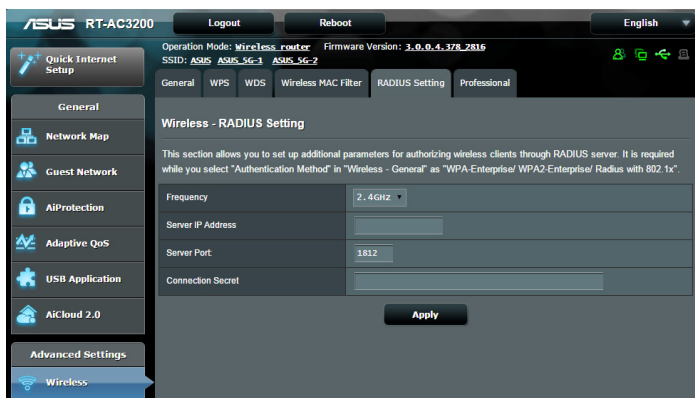 ASUS RT-AC3200 Logout Reboot English
Quick Internet Setup
Operation Mode: Wireless router Firmware Version: 3.0.0.4.378_2816
SSID: ASUS ASUS_5G-1 ASUS_5G-2
General WPS WDS Wireless MAC Filter RADIUS Setting Professional
General
Network Map
Guest Network
AiProtection
Adaptive QoS
USB Application
AiCloud 2.0
Advanced Settings
Wireless
Wireless - RADIUS Setting
This section allows you to set up additional parameters for authorizing wireless clients through RADIUS server. It is required
while you select "Authentication Method" in "Wireless - General" as "WPA-Enterprise/ WPA2-Enterprise/ Radius with 802.1x".
Frequency 2.4GHz
Server IP Address
Server Port: 1812
Connection Secret
Apply